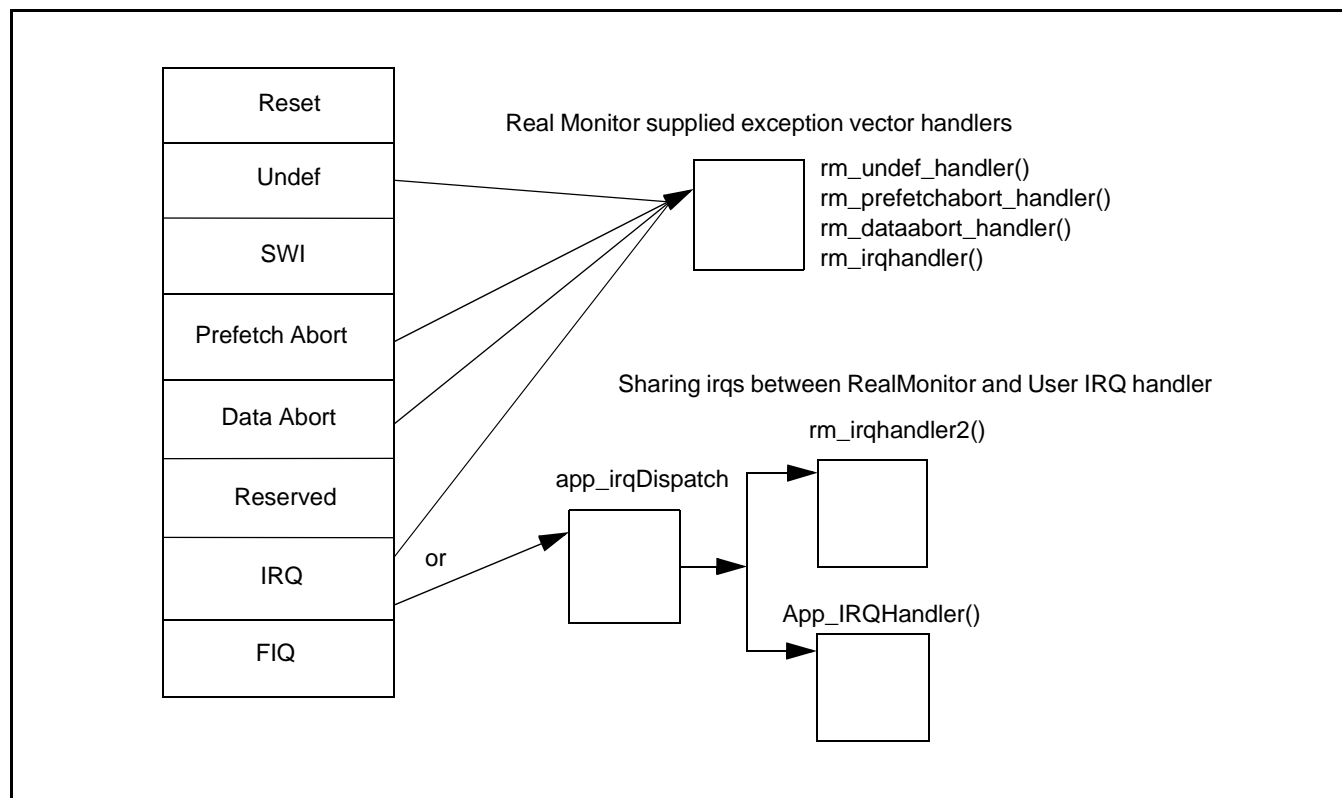 Reset
Undef
SWI
Prefetch Abort
Data Abort
Reserved
IRQ
FIQ
Real Monitor supplied exception vector handlers
rm_undef_handler()
rm_prefetchabort_handler()
rm_dataabort_handler()
rm_irqhandler()
Sharing irqs between RealMonitor and User IRQ handler
rm_irqhandler2()
app_irqDispatch
or
App_IRQHandler()